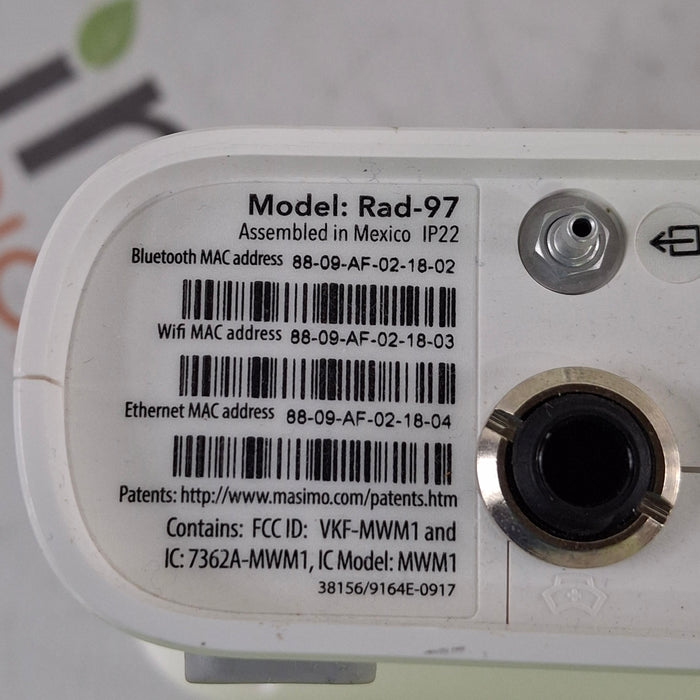 Model: Rad-97
Assembled in Mexico IP22
Bluetooth MAC address 88-09-AF-02-18-02
Wifi MAC address 88-09-AF-02-18-03
Ethernet MAC address 88-09-AF-02-18-04
Patents: http://www.masimo.com/patents.htm
Contains: FCC ID: VKF-MWM1 and
IC: 7362A-MWM1, IC Model: MWM1
38156/9164E-0917